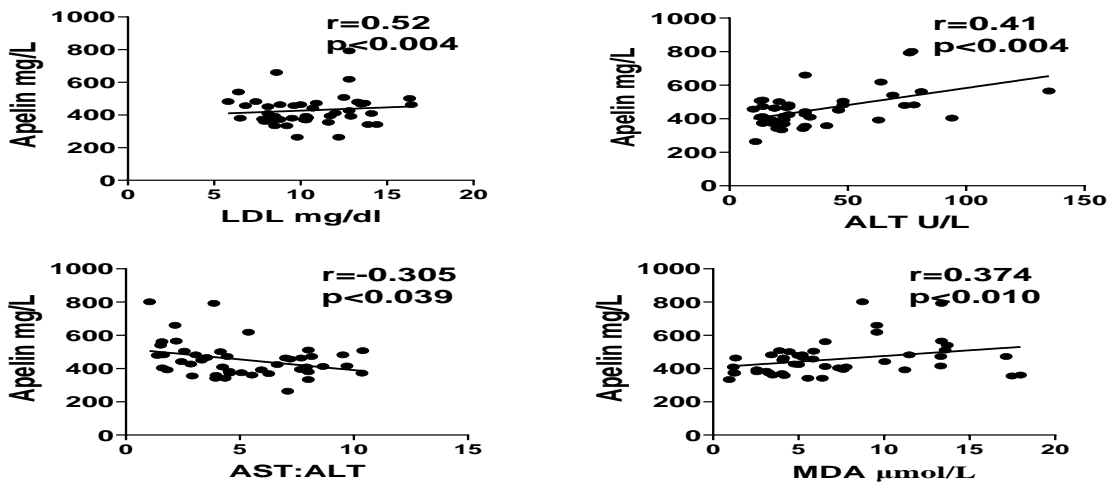 r=0.52
p<0.004
Apelin mg/L
1000
800
600
400
200
0
0 5 10 15 20
LDL mg/dl
r=0.41
p<0.004
Apelin mg/L
1000
800
600
400
200
0
0 50 100 150
ALT U/L
r=-0.305
p<0.039
Apelin mg/L
1000
800
600
400
200
0
0 5 10 15
AST:ALT
r=0.374
p<0.010
Apelin mg/L
1000
800
600
400
200
0
0 5 10 15 20
MDA µmol/L